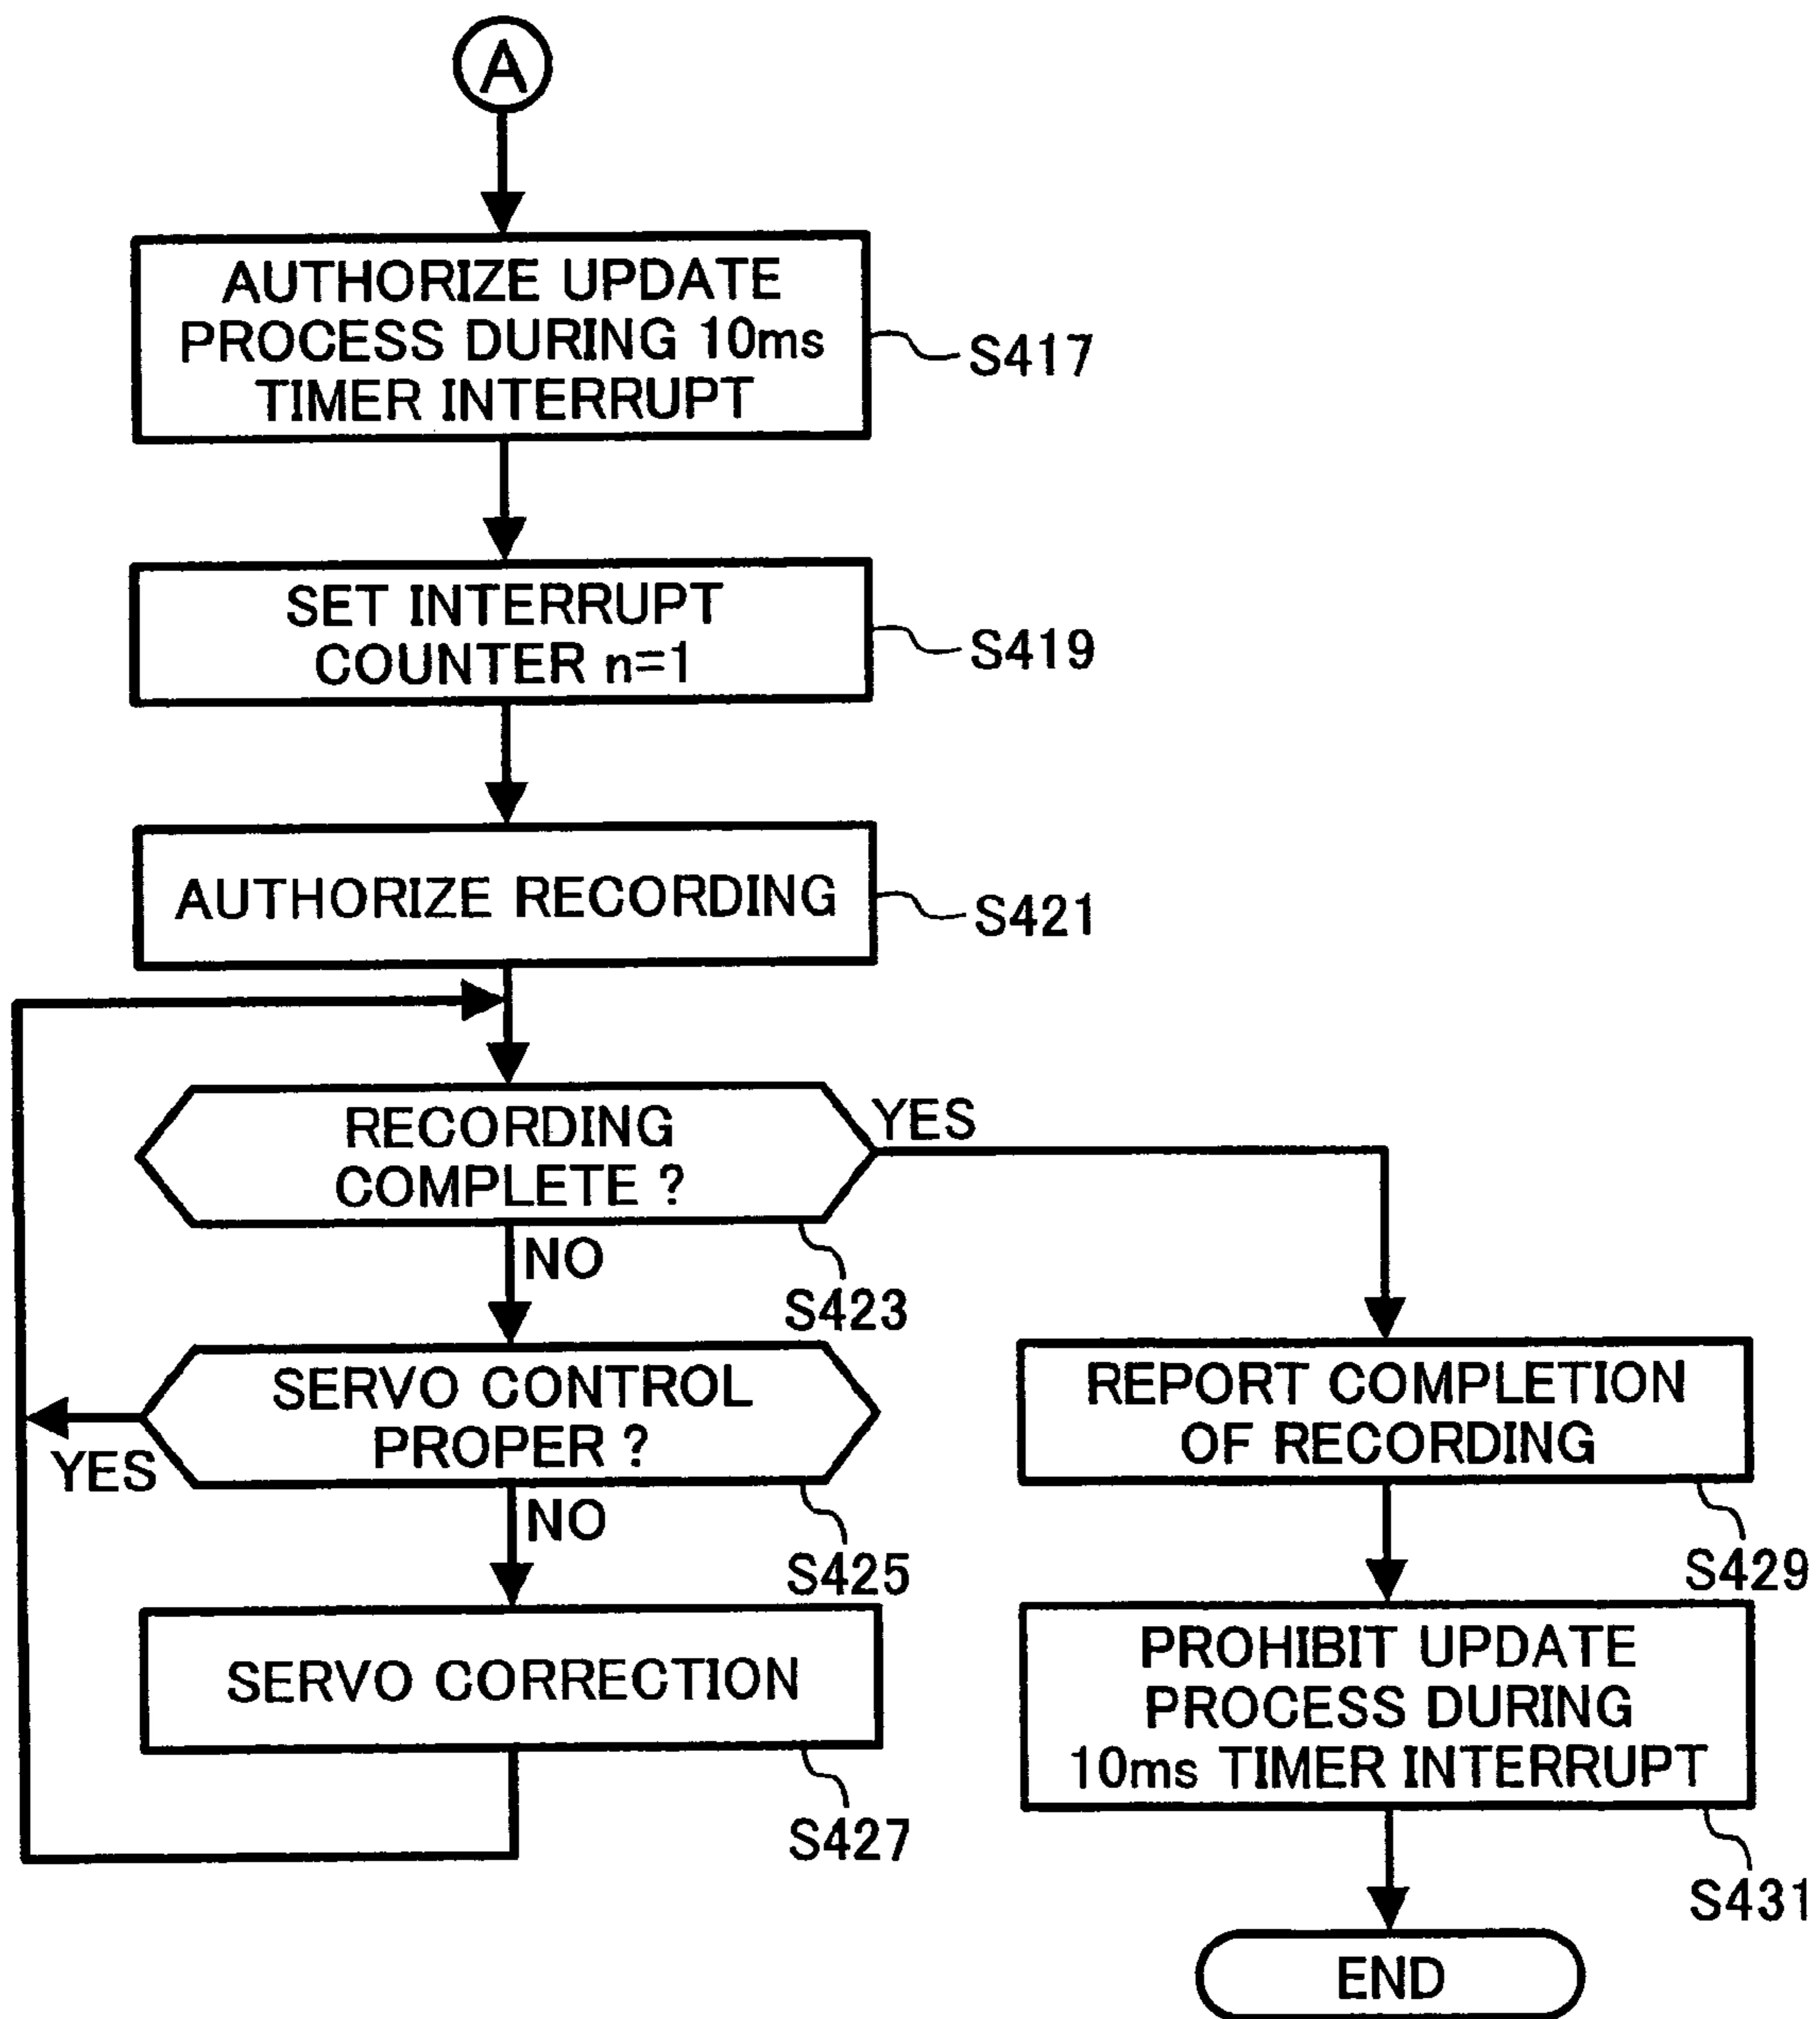 A
AUTHORIZE UPDATE
PROCESS DURING 10ms
TIMER INTERRUPT
S417
SET INTERRUPT
COUNTER n=1
S419
AUTHORIZE RECORDING
S421
RECORDING
COMPLETE ?
YES
NO
S423
SERVO CONTROL
PROPER ?
YES
NO
S425
SERVO CORRECTION
S427
REPORT COMPLETION
OF RECORDING
S429
PROHIBIT UPDATE
PROCESS DURING
10ms TIMER INTERRUPT
S431
END